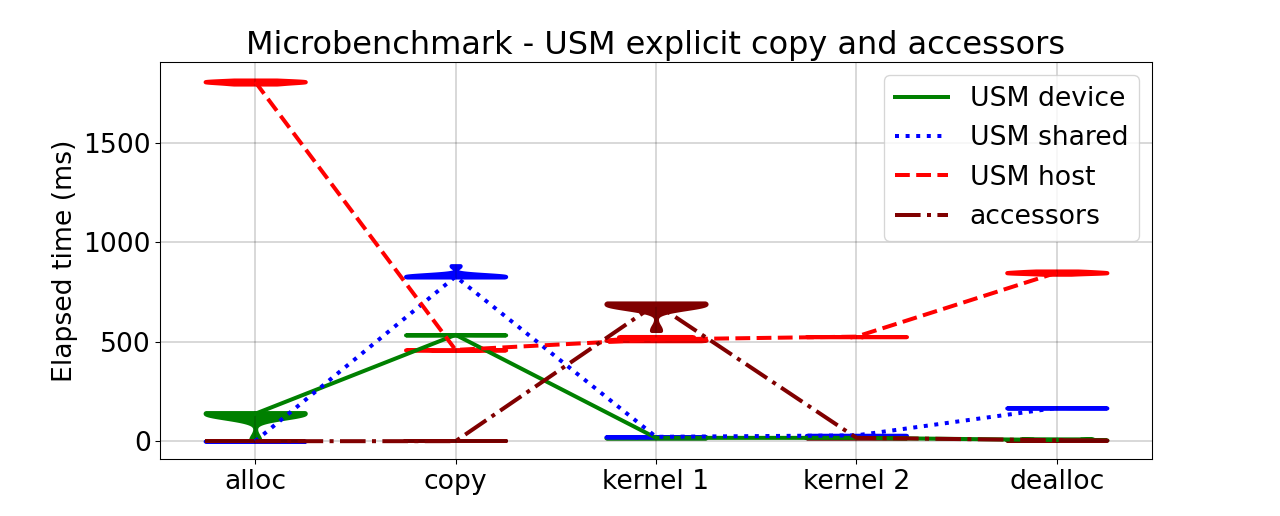 Microbenchmark - USM explicit copy and accessors
Elapsed time (ms)
1500
1000
500
0
USM device
USM shared
USM host
accessors
alloc
copy
kernel 1
kernel 2
dealloc